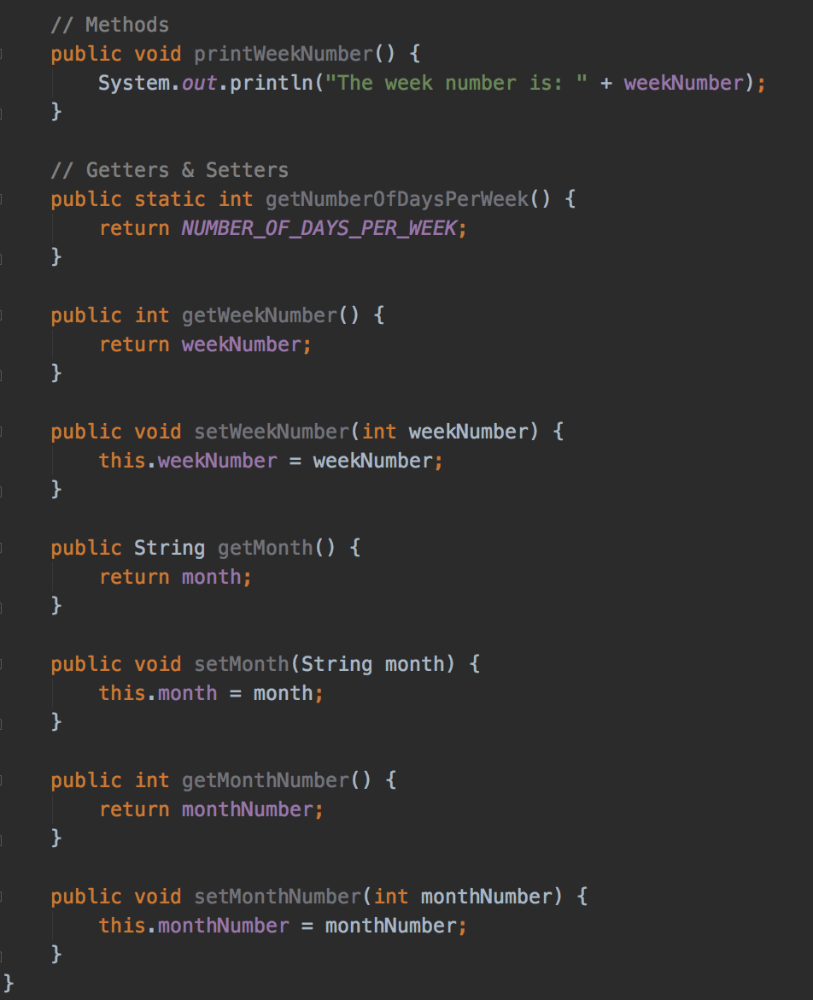 // Methods
public void printWeekNumber() {
System.out.println("The week number is: " + weekNumber);
}
// Getters & Setters
public static int getNumberOfDaysPerWeek() {
return NUMBER_OF_DAYS_PER_WEEK;
}
public int getWeekNumber() {
return weekNumber;
}
public void setWeekNumber(int weekNumber) {
this.weekNumber = weekNumber;
}
public String getMonth() {
return month;
}
public void setMonth(String month) {
this.month = month;
}
public int getMonthNumber() {
return monthNumber;
}
public void setMonthNumber(int monthNumber) {
this.monthNumber = monthNumber;
}
}